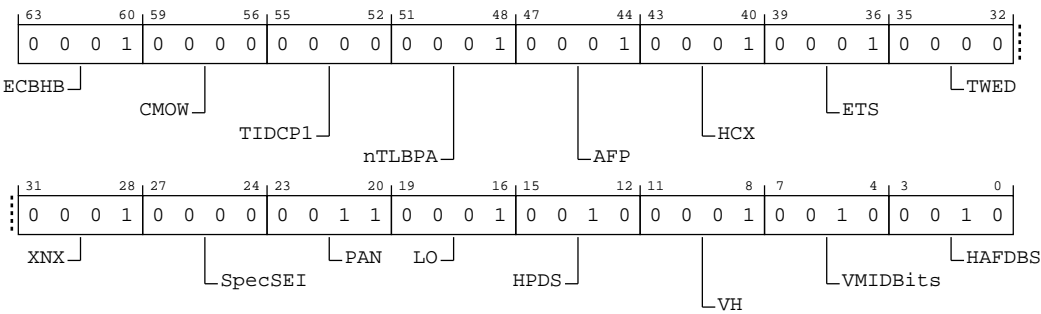 63 60 59 56 55 52 51 48 47 44 43 40 39 36 35 32
0 0 0 1 0 0 0 0 0 0 0 0 0 0 0 1 0 0 0 1 0 0 0 1 0 0 0 1 0 0 0 0
ECBHB TWED
CMOW ETS
TIDCP1 HCX
nTLBPA AFP
31 28 27 24 23 20 19 16 15 12 11 8 7 4 3 0
0 0 0 1 0 0 0 0 0 0 1 1 0 0 0 1 0 0 1 0 0 0 0 1 0 0 1 0 0 0 1 0
XNX PAN LO HAFDBS
SpecSEI HPDS VMIDBits
VH